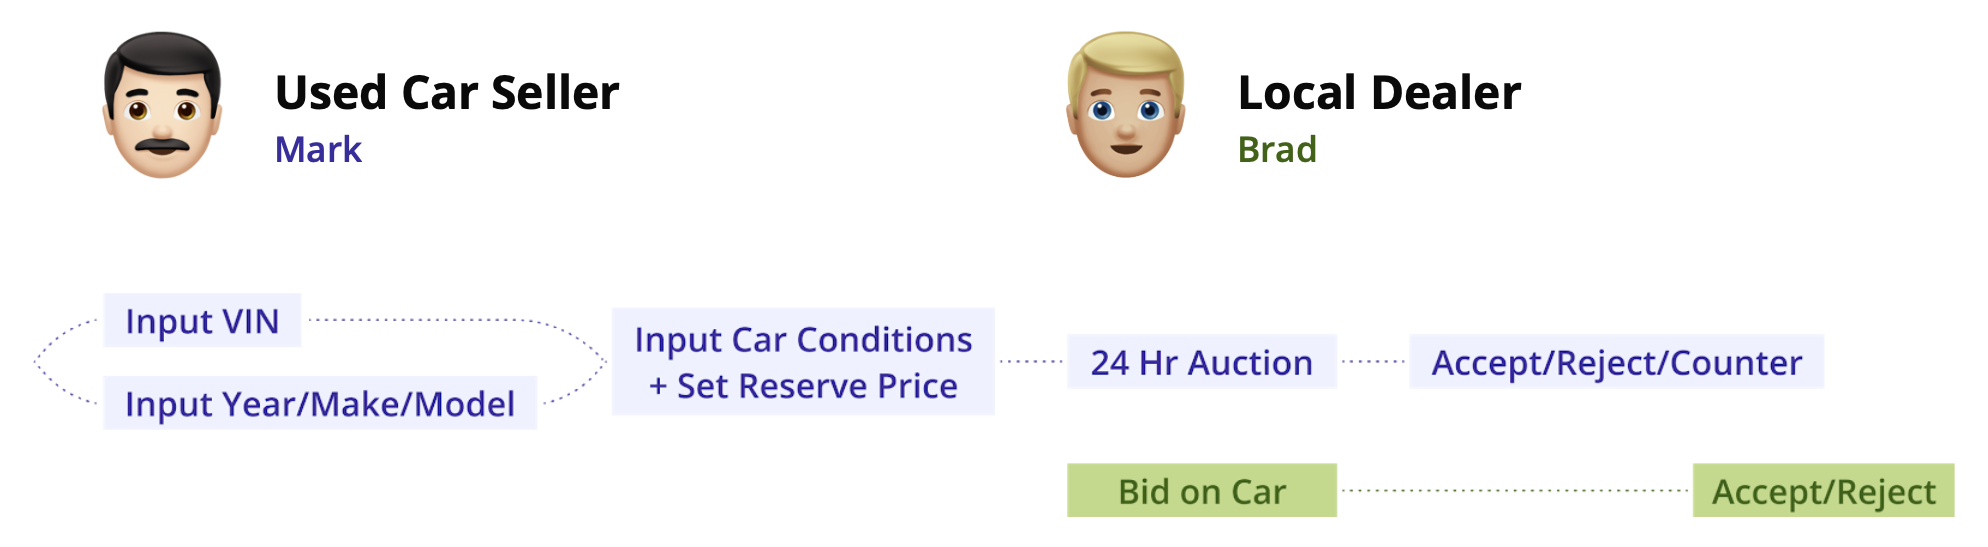 Used Car Seller
Mark
Local Dealer
Brad
Input VIN
Input Year/Make/Model
Input Car Conditions
+ Set Reserve Price
24 Hr Auction
Accept/Reject/Counter
Bid on Car
Accept/Reject